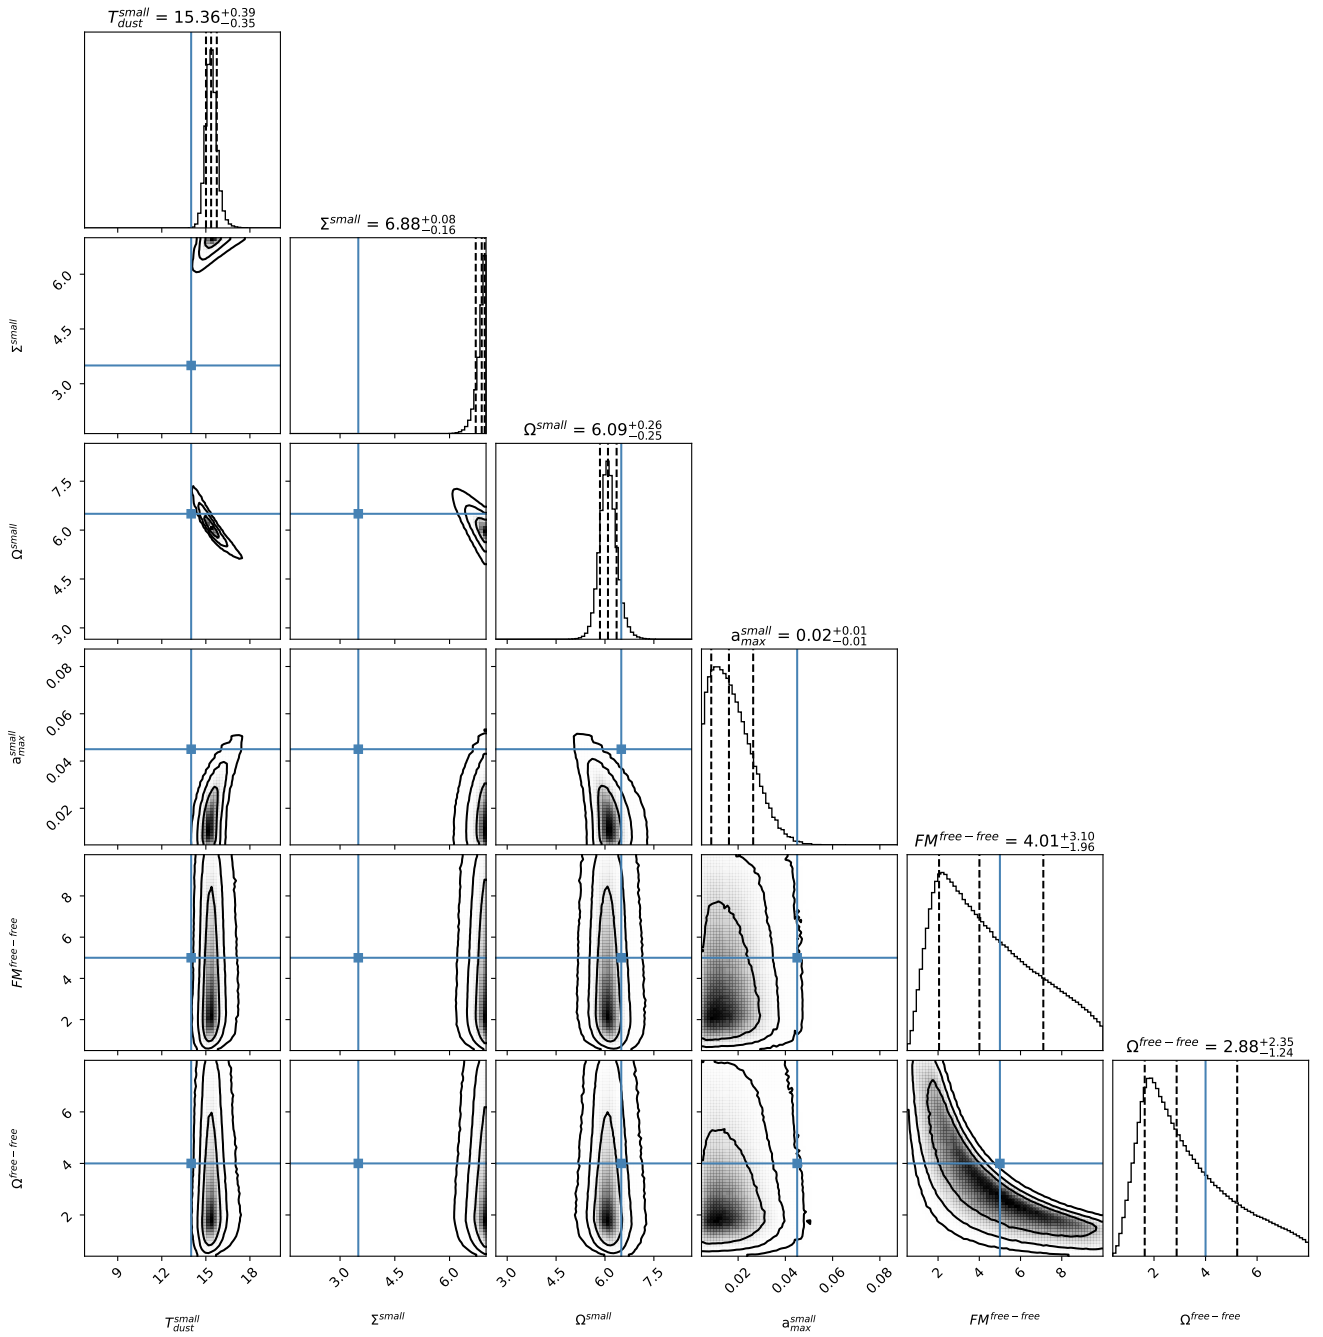 T_dust^small = 15.36 +0.39 −0.35
Σ^small = 6.88 +0.08 −0.16
Σ^small
6.0
4.5
3.0
Ω^small = 6.09 +0.26 −0.25
Ω^small
7.5
6.0
4.5
3.0
a_max^small = 0.02 +0.01 −0.01
a_max^small
0.08
0.06
0.04
0.02
FM^free−free = 4.01 +3.10 −1.96
FM^free−free
8
6
4
2
Ω^free−free = 2.88 +2.35 −1.24
Ω^free−free
6
4
2
9 12 15 18
3.0 4.5 6.0
3.0 4.5 6.0 7.5
0.02 0.04 0.06 0.08
2 4 6 8
2 4 6
T_dust^small Σ^small Ω^small a_max^small FM^free−free Ω^free−free